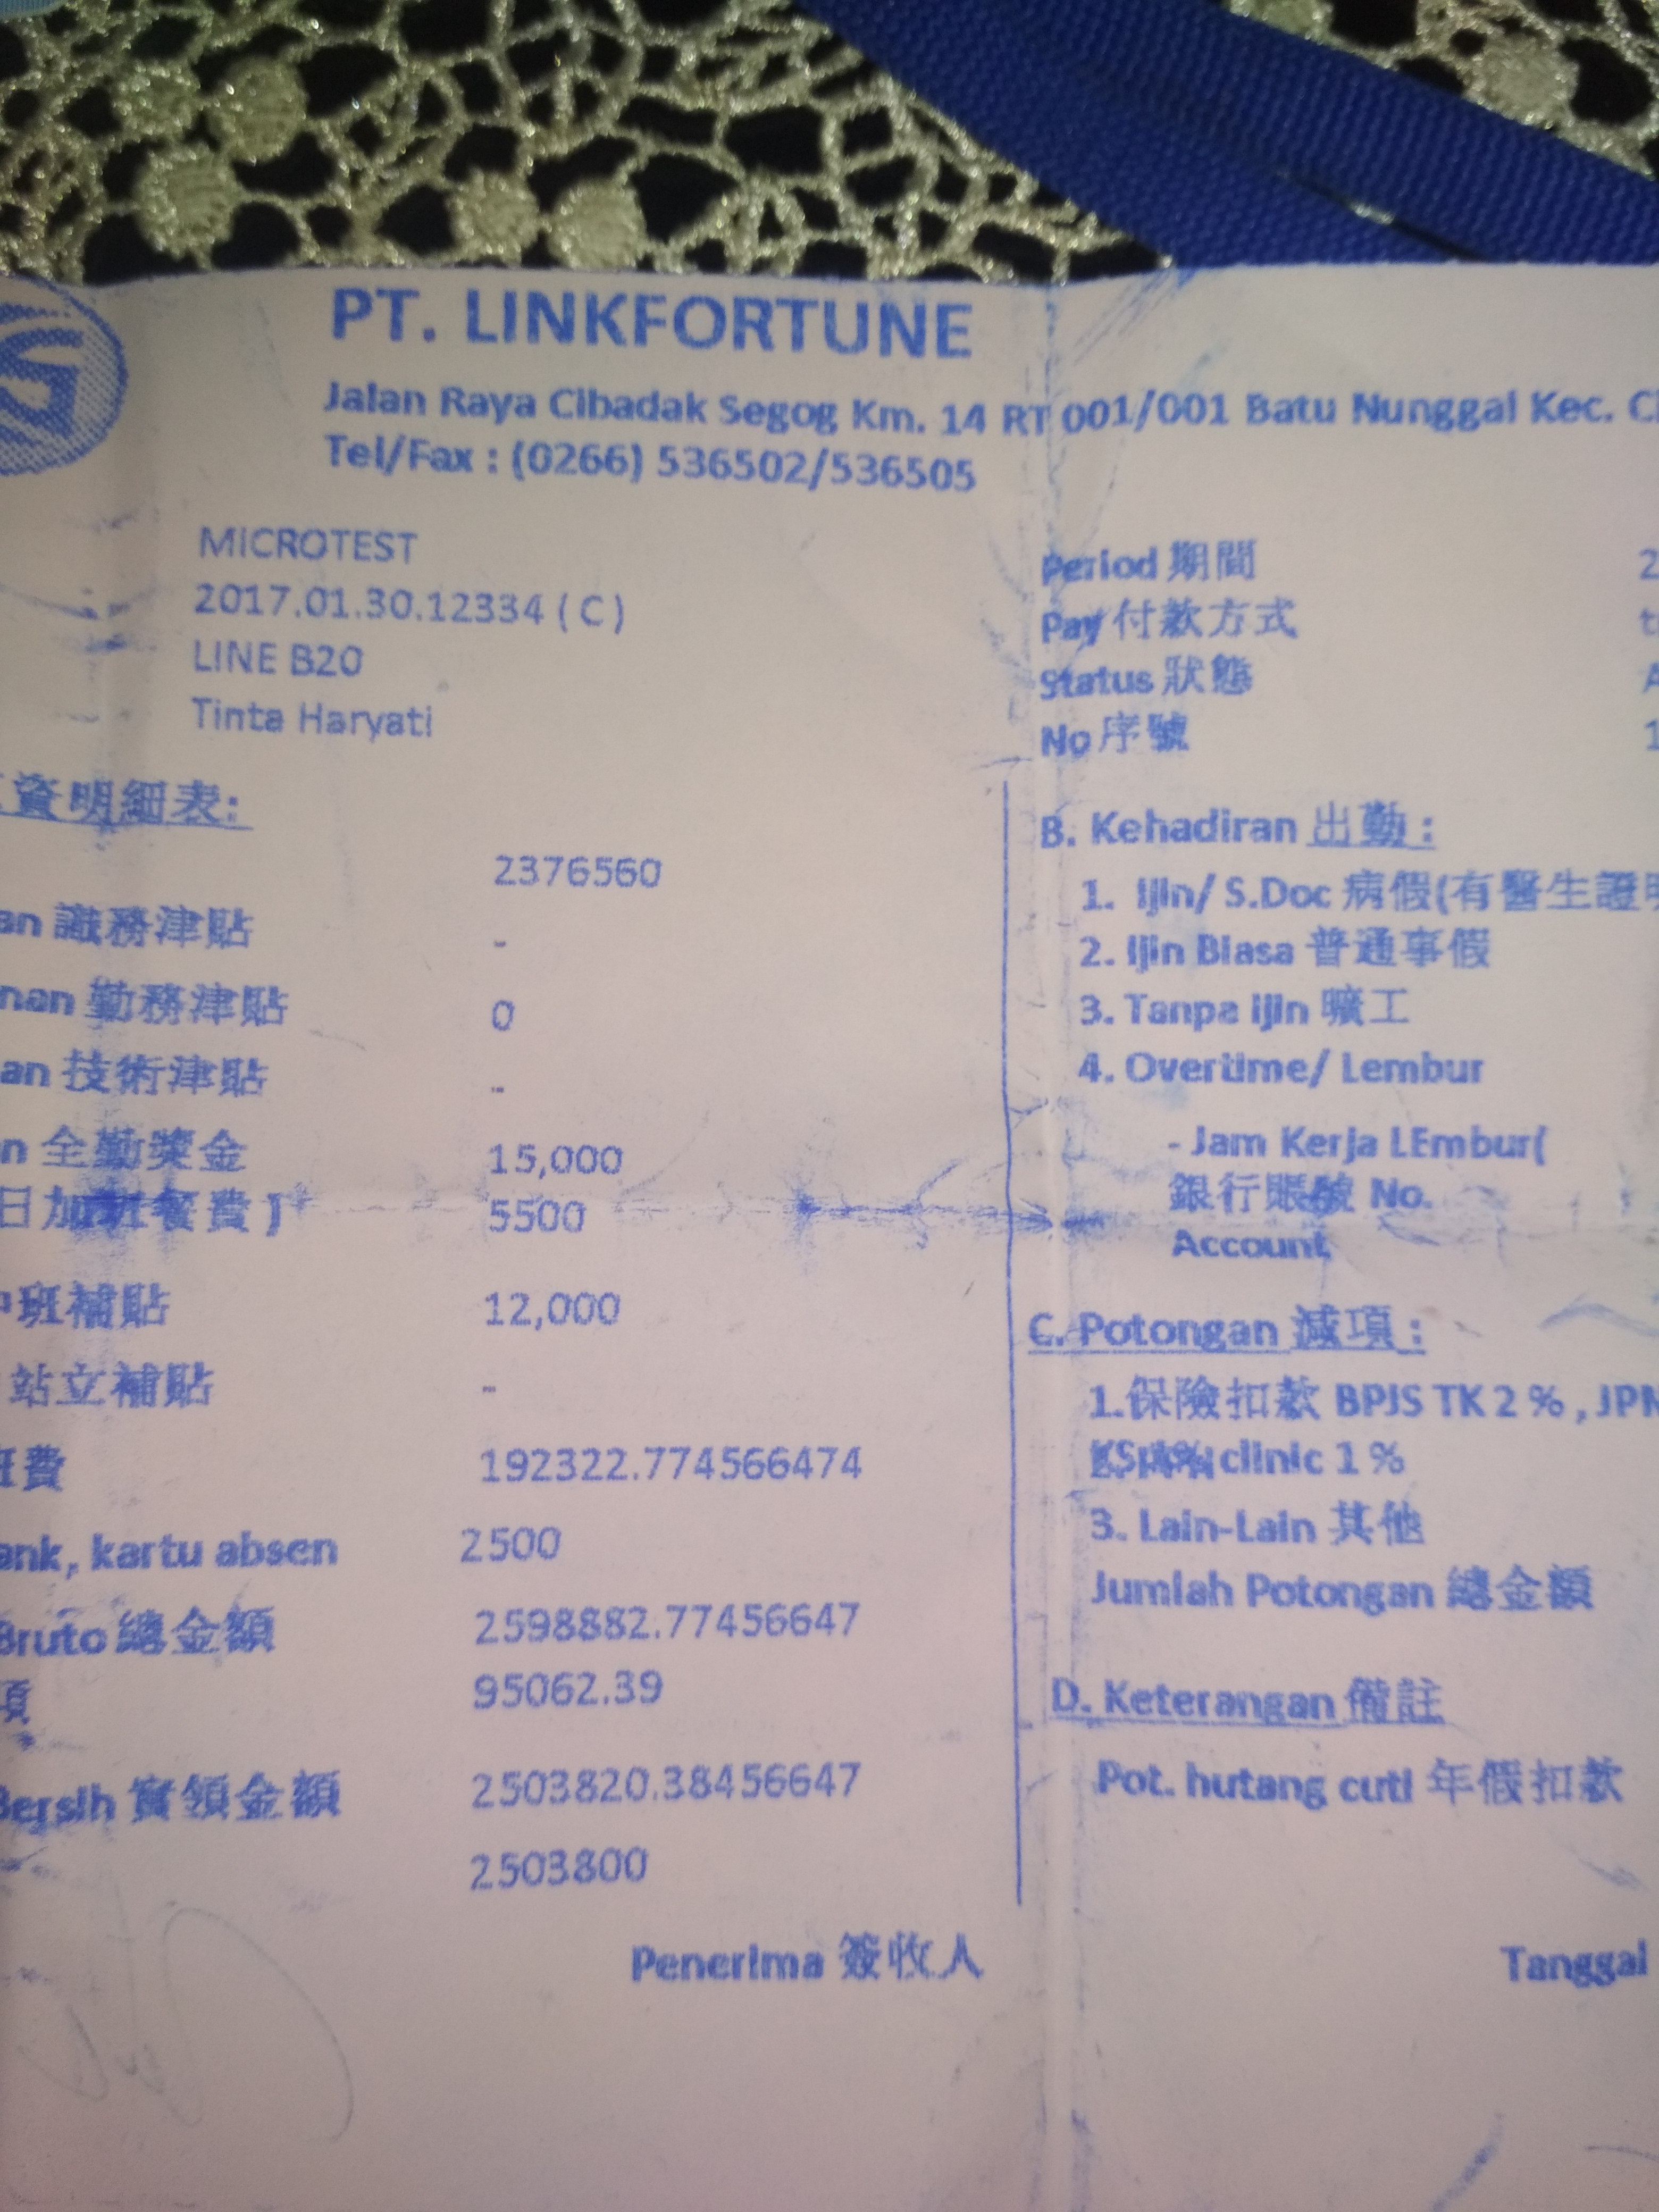 PT. LINKFORTUNE
Jalan Raya Cibadak Segog Km. 14 RT 001/001 Batu Nunggal Kec.
Tel/Fax : (0266) 536502/536505
MICROTEST
2017.01.30.12334 ( C )
LINE B20
Tinta Haryati
Period 期間
Pay 付款方式
Status 狀態
No 序號
資明細表:
2376560
an 職務津貼 -
nan 勤務津貼 0
an 技術津貼 -
n 全勤獎金 15,000
日加班餐費 ) 5500
中班補貼 12,000
站立補貼 -
班費 192322.774566474
ank, kartu absen 2500
Bruto 總金額 2598882.77456647
項 95062.39
Bersih 實領金額 2503820.38456647
2503800
B. Kehadiran 出勤 :
1. Ijin/ S.Doc 病假(有醫生證明
2. Ijin Biasa 普通事假
3. Tanpa Ijin 曠工
4. Overtime/ Lembur
- Jam Kerja LEmbur(
銀行賬號 No.
Account
C. Potongan 減項 :
1.保險扣款 BPJS TK 2 % , JPN
clinic 1 %
3. Lain-Lain 其他
Jumlah Potongan 總金額
D. Keterangan 備註
Pot. hutang cuti 年假扣款
Penerima 簽收人
Tanggal